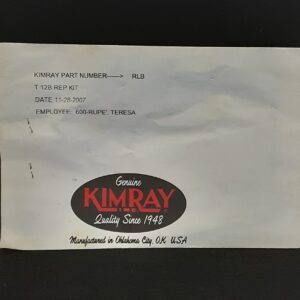 KIMRAY PART NUMBER-----> RLB
T 12B REP KIT
DATE 11-28-2007
EMPLOYEE: 600-RUPE', TERESA
Genuine
KIMRAY
INC.
Quality Since 1948
Manufactured in Oklahoma City, OK USA